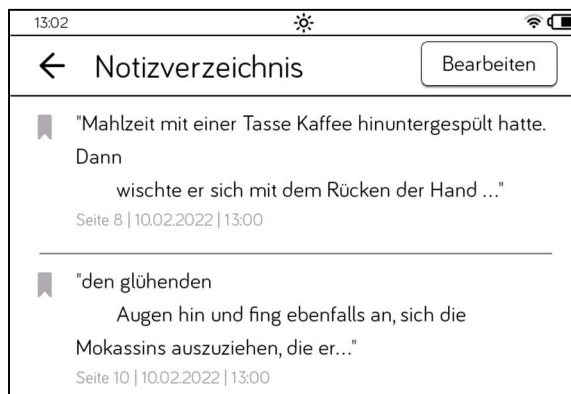 13:02
Notizverzeichnis
Bearbeiten
"Mahlzeit mit einer Tasse Kaffee hinuntergespült hatte.
Dann
wischte er sich mit dem Rücken der Hand ..."
Seite 8 | 10.02.2022 | 13:00
"den glühenden
Augen hin und fing ebenfalls an, sich die
Mokassins auszuziehen, die er..."
Seite 10 | 10.02.2022 | 13:00